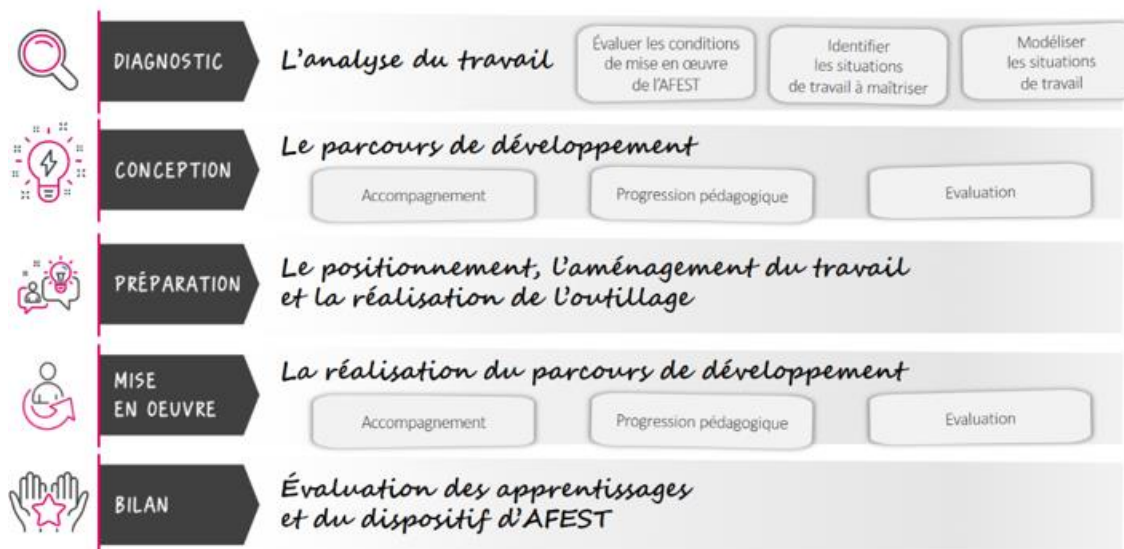 DIAGNOSTIC
L'analyse du travail
Évaluer les conditions
de mise en œuvre
de l'AFEST
Identifier
les situations
de travail à maîtriser
Modéliser
les situations
de travail
CONCEPTION
Le parcours de développement
Accompagnement
Progression pédagogique
Evaluation
PRÉPARATION
Le positionnement, l'aménagement du travail
et la réalisation de l'outillage
MISE
EN OEUVRE
La réalisation du parcours de développement
Accompagnement
Progression pédagogique
Evaluation
BILAN
Évaluation des apprentissages
et du dispositif d'AFEST